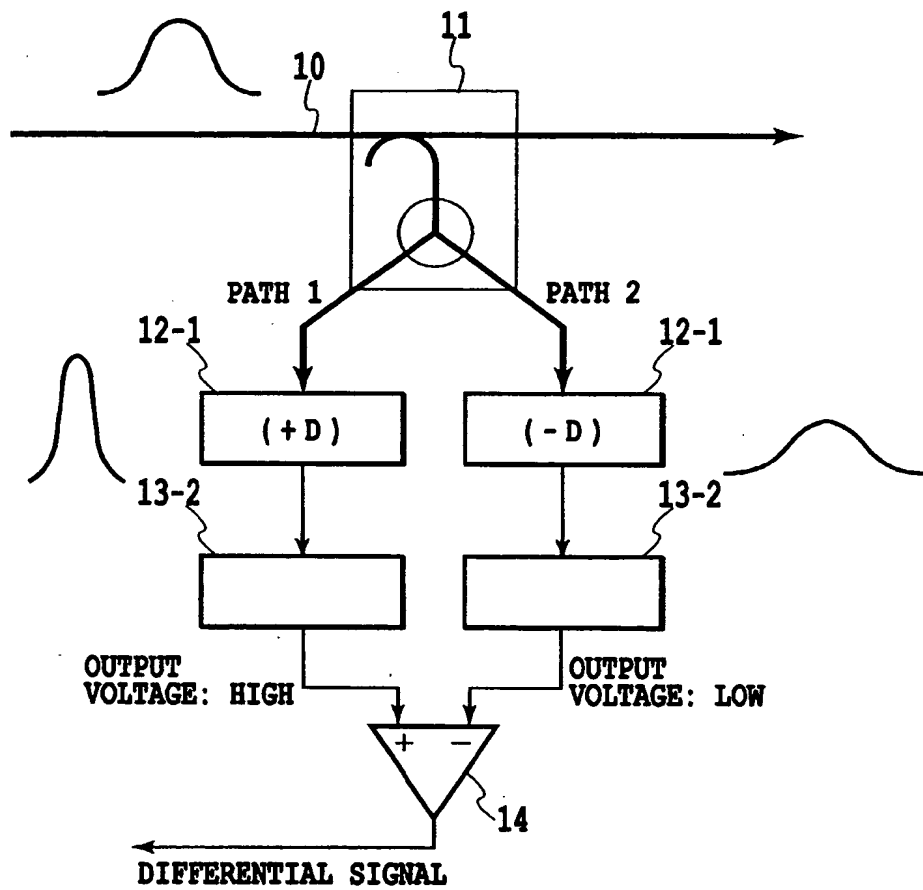 11
10
PATH 1
PATH 2
12-1
12-1
(+D)
(-D)
13-2
13-2
OUTPUT
VOLTAGE: HIGH
OUTPUT
VOLTAGE: LOW
+
−
14
DIFFERENTIAL SIGNAL